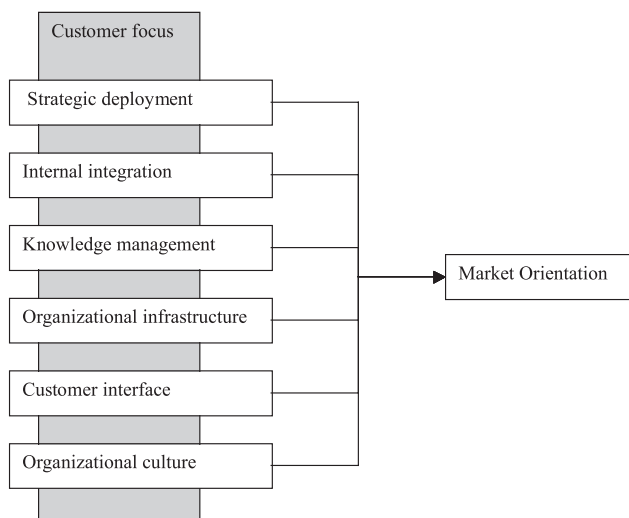 Customer focus
Strategic deployment
Internal integration
Knowledge management
Market Orientation
Organizational infrastructure
Customer interface
Organizational culture